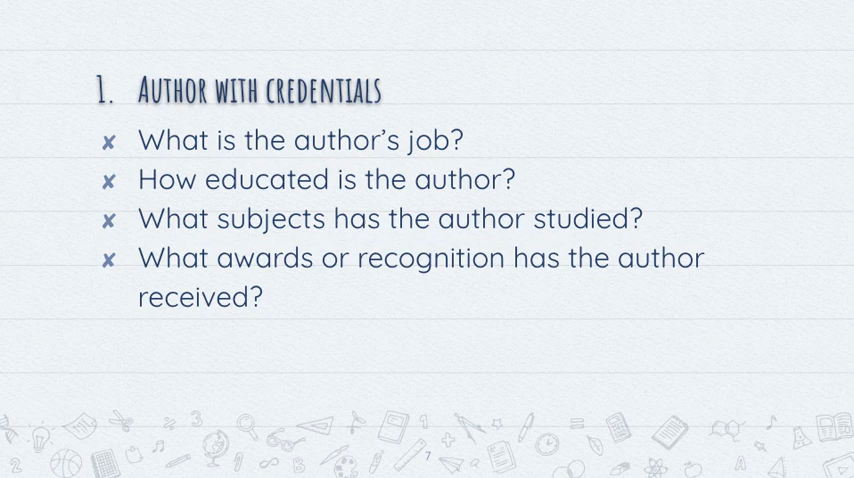 1. Author with credentials
✘ What is the author’s job?
✘ How educated is the author?
✘ What subjects has the author studied?
✘ What awards or recognition has the author
received?
7